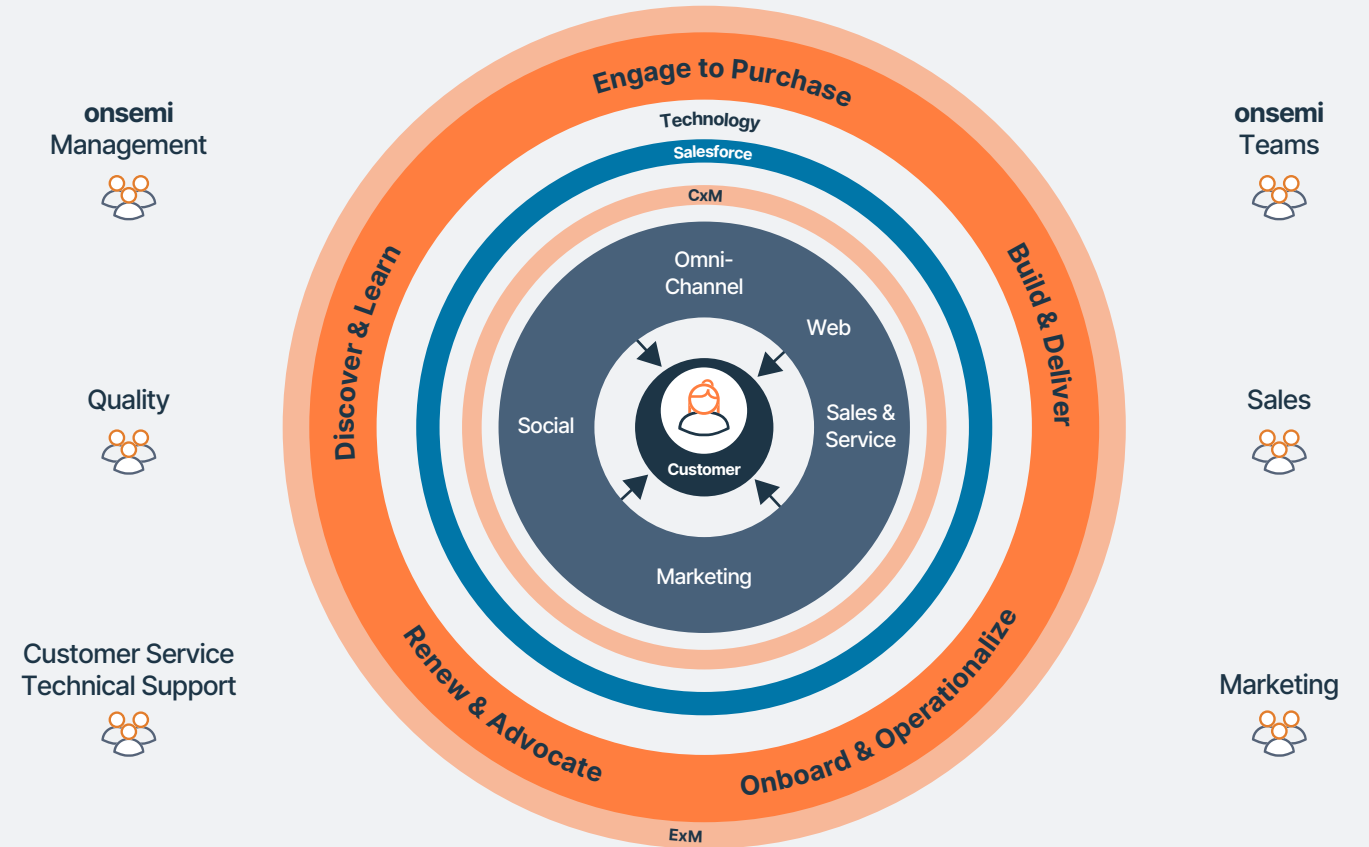 Engage to Purchase
Technology
Salesforce
CxM
onsemi
Management
onsemi
Teams
Discover & Learn
Build & Deliver
Omni-
Channel
Web
Quality
Social
Sales &
Service
Sales
Customer
Marketing
Customer Service
Technical Support
Marketing
Renew & Advocate
Onboard & Operationalize
ExM